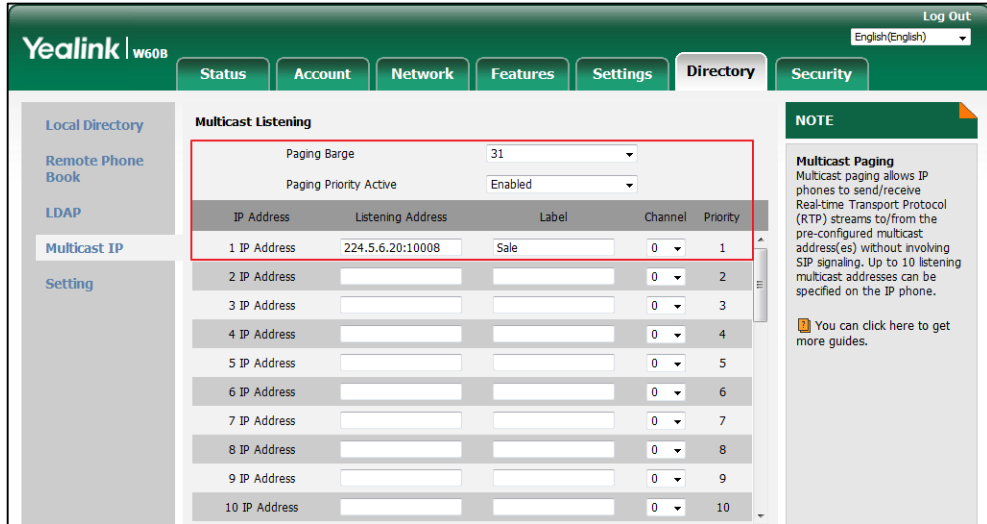 Log Out
Yealink | W60B
English(English)
Status Account Network Features Settings Directory Security
Local Directory
Remote Phone
Book
LDAP
Multicast IP
Setting
Multicast Listening
Paging Barge 31
Paging Priority Active Enabled
IP Address Listening Address Label Channel Priority
1 IP Address 224.5.6.20:10008 Sale 0 1
2 IP Address 0 2
3 IP Address 0 3
4 IP Address 0 4
5 IP Address 0 5
6 IP Address 0 6
7 IP Address 0 7
8 IP Address 0 8
9 IP Address 0 9
10 IP Address 0 10
NOTE
Multicast Paging
Multicast paging allows IP
phones to send/receive
Real-time Transport Protocol
(RTP) streams to/from the
pre-configured multicast
address(es) without involving
SIP signaling. Up to 10 listening
multicast addresses can be
specified on the IP phone.
? You can click here to get
more guides.